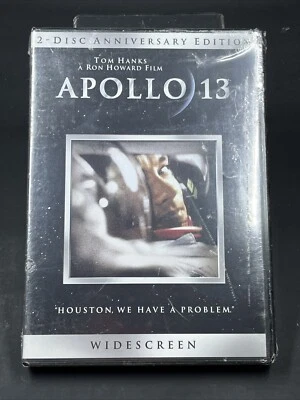 2-Disc Anniversary Edition
Tom Hanks
A Ron Howard Film
APOLLO 13
"HOUSTON, WE HAVE A PROBLEM."
WIDESCREEN